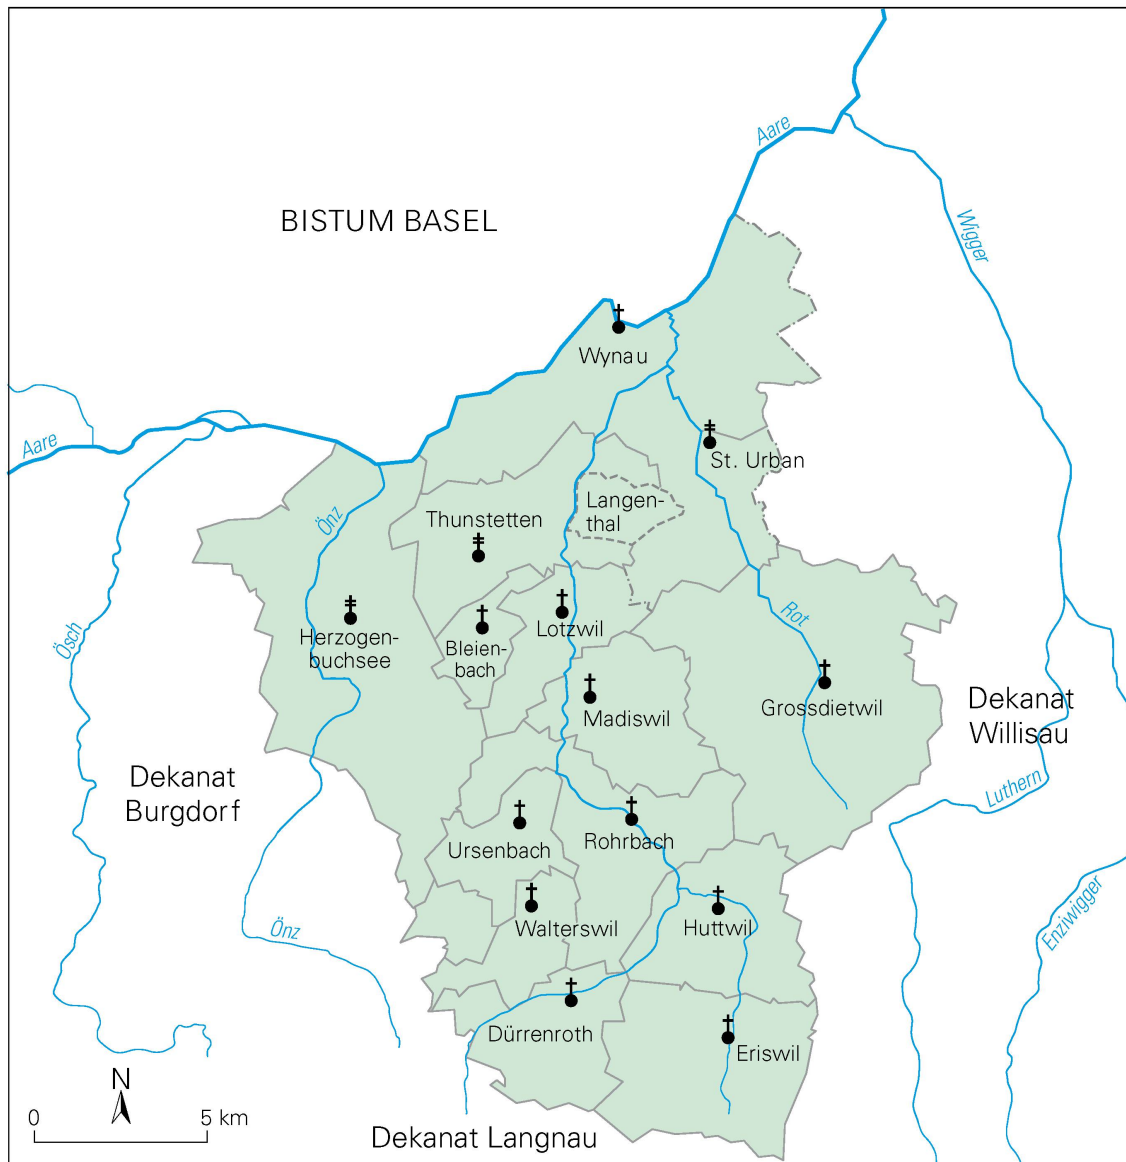 Aare
BISTUM BASEL
Wigger
Wynau
Aare
St. Urban
Langen-
thal
Önz
Thunstetten
Rot
Ösch
Lotzwil
Herzogen-
buchsee
Bleien-
bach
Grossdietwil
Dekanat
Willisau
Madiswil
Dekanat
Burgdorf
Luthern
Rohrbach
Ursenbach
Enziwigger
Önz
Walterswil
Huttwil
Dürrenroth
Eriswil
N
0 5 km
Dekanat Langnau